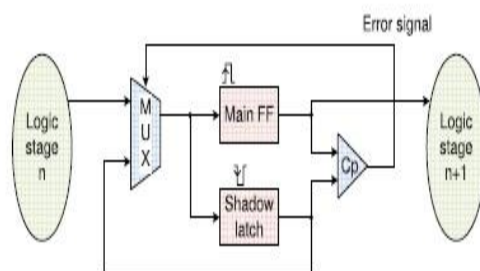 Error signal
Logic
stage
n
M
U
X
Main FF
Cp
Shadow
latch
Logic
stage
n+1